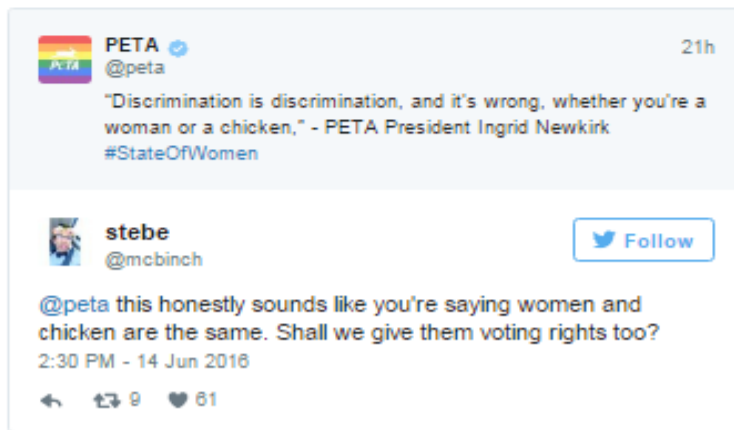 PETA
21h
PETA
@peta
“Discrimination is discrimination, and it's wrong, whether you're a
woman or a chicken,” - PETA President Ingrid Newkirk
#StateOfWomen
stebe
@mcbinch
Follow
@peta this honestly sounds like you're saying women and
chicken are the same. Shall we give them voting rights too?
2:30 PM - 14 Jun 2016
9 61